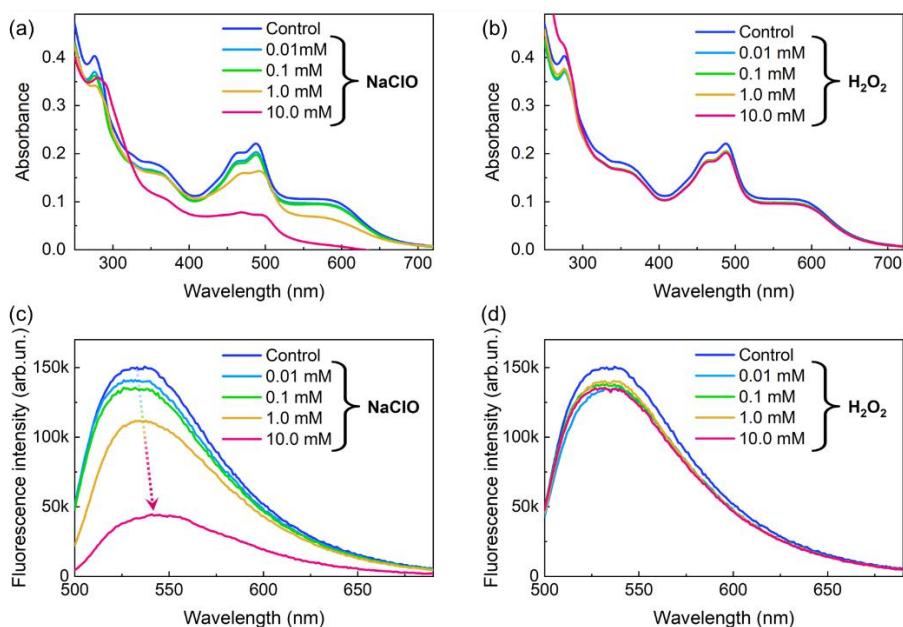 (a)
Control
0.01mM
0.1 mM
1.0 mM
10.0 mM
NaClO
Absorbance
0.4
0.3
0.2
0.1
0.0
300 400 500 600 700
Wavelength (nm)
(b)
Control
0.01 mM
0.1 mM
1.0 mM
10.0 mM
H₂O₂
Absorbance
0.4
0.3
0.2
0.1
0.0
300 400 500 600 700
Wavelength (nm)
(c)
Control
0.01 mM
0.1 mM
1.0 mM
10.0 mM
NaClO
Fluorescence intensity (arb.un.)
150k
100k
50k
0
500 550 600 650
Wavelength (nm)
(d)
Control
0.01 mM
0.1 mM
1.0 mM
10.0 mM
H₂O₂
Fluorescence intensity (arb.un.)
150k
100k
50k
0
500 550 600 650
Wavelength (nm)